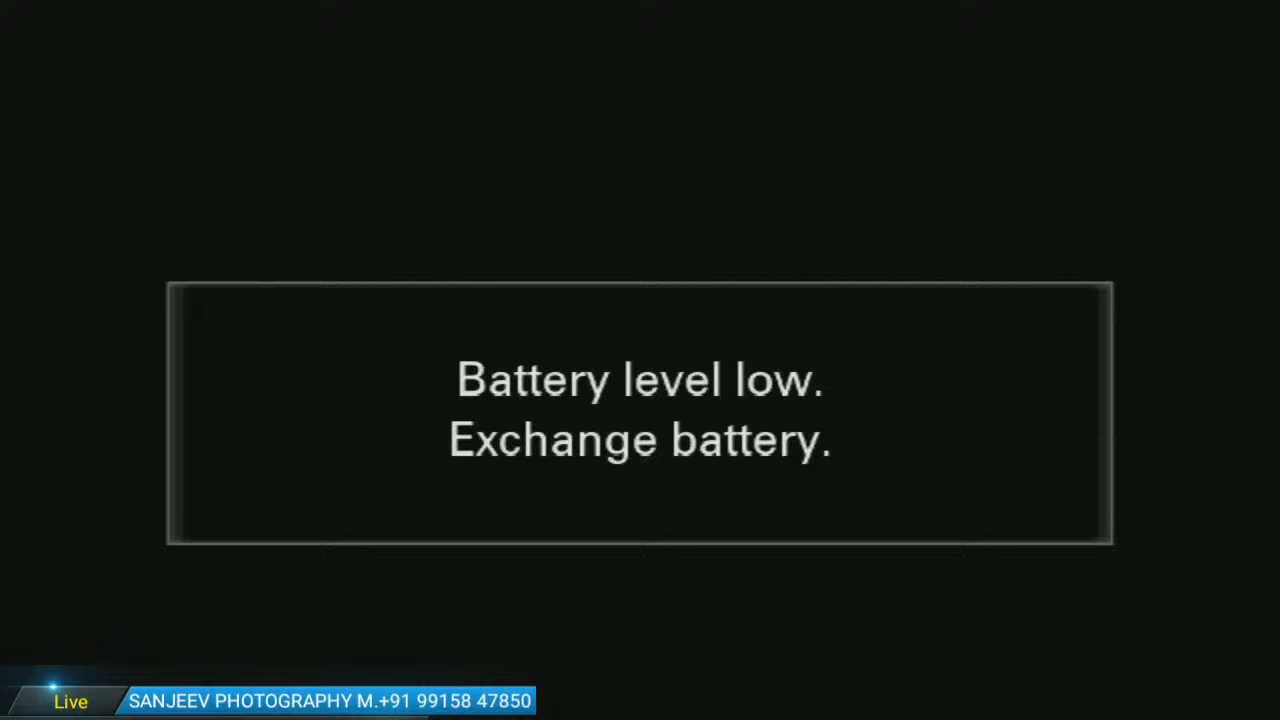 Battery level low.
Exchange battery.
Live
SANJEEV PHOTOGRAPHY M.+91 99158 47850